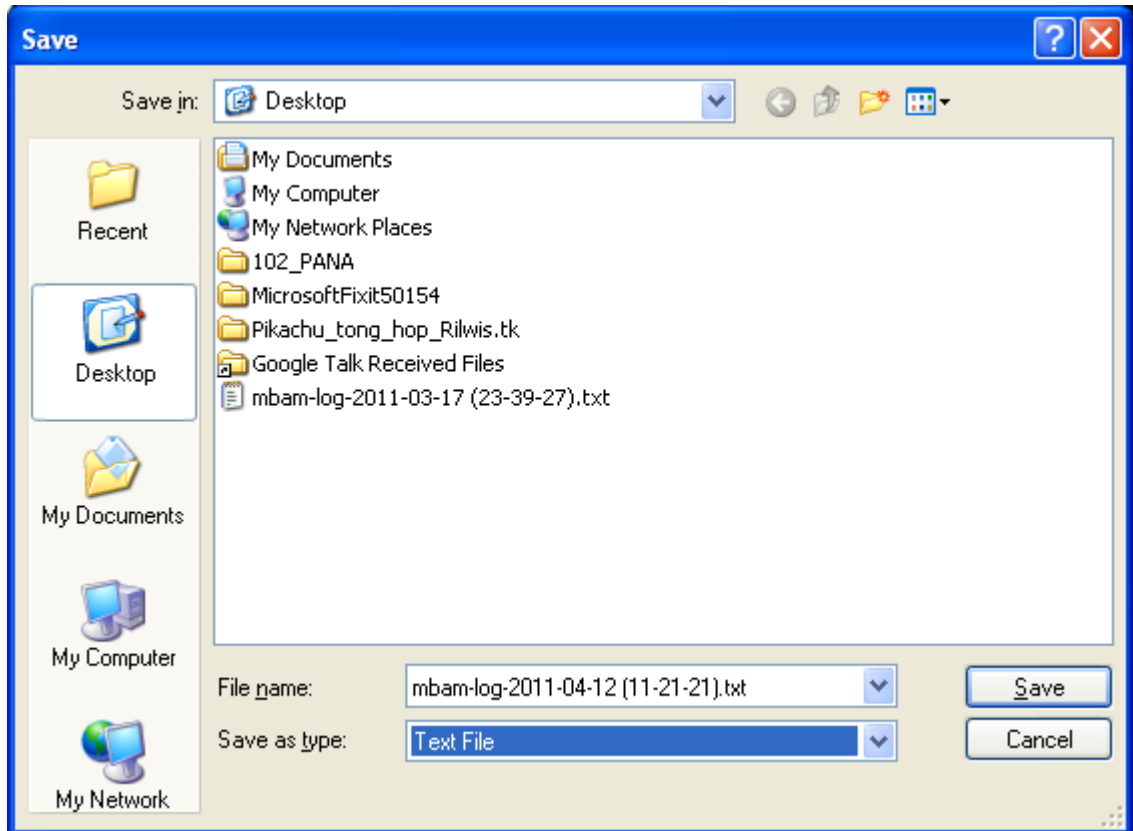 Save
Save in: Desktop
Recent
Desktop
My Documents
My Computer
My Network
My Documents
My Computer
My Network Places
102_PANA
MicrosoftFixit50154
Pikachu_tong_hop_Rilwis.tk
Google Talk Received Files
mbam-log-2011-03-17 (23-39-27).txt
File name: mbam-log-2011-04-12 (11-21-21).txt Save
Save as type: Text File Cancel